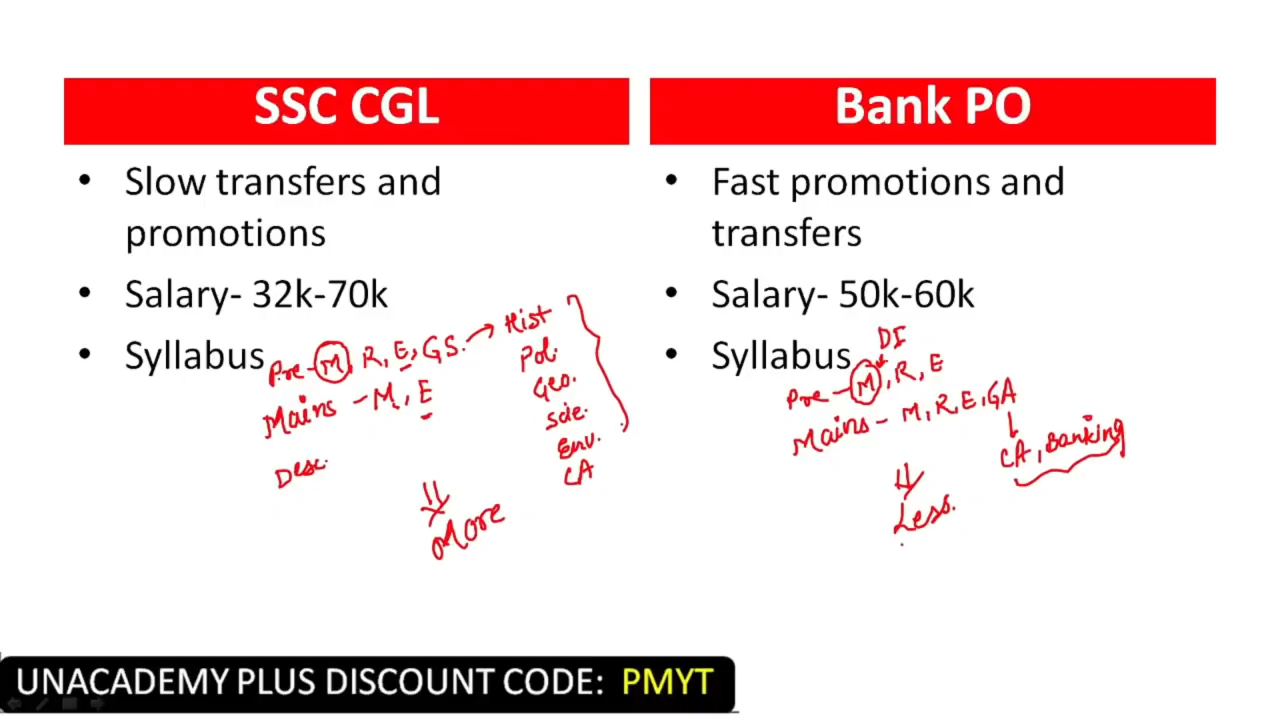 SSC CGL
• Slow transfers and
promotions
• Salary- 32k-70k
• Syllabus
Pre - M, R, E, GS. → Hist
Pol.
Geo.
Scie.
Env.
CA
Mains - M, E
Desc.
⇓
More
Bank PO
• Fast promotions and
transfers
• Salary- 50k-60k
• Syllabus
DI
Pre - M, R, E
Mains - M, R, E, GA
CA, Banking
⇓
Less.
UNACADEMY PLUS DISCOUNT CODE: PMYT